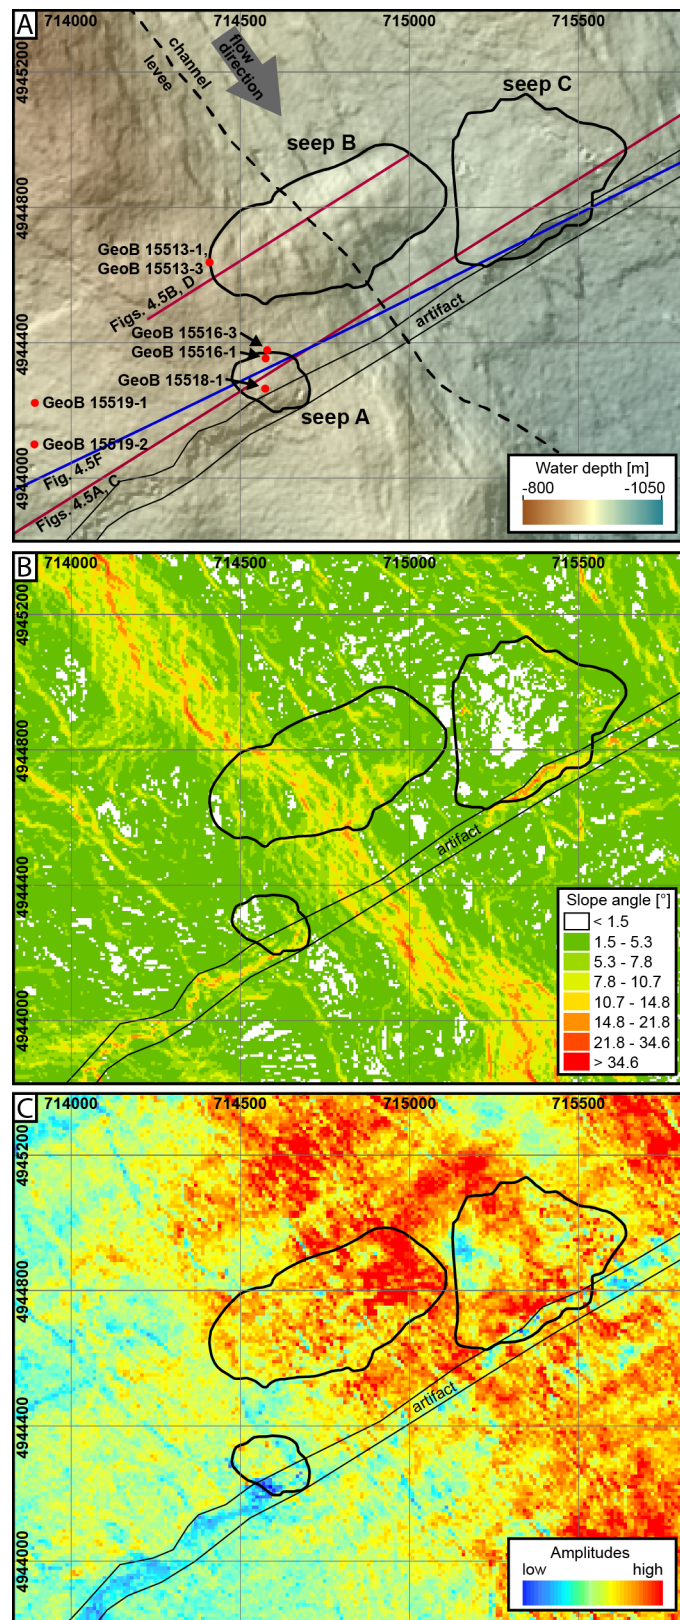 A
714000 714500 715000 715500
4945200
4944800
4944400
4944000
channel
levee
flow
direction
seep C
seep B
GeoB 15513-1,
GeoB 15513-3
Figs. 4.5B, D
GeoB 15516-3
GeoB 15516-1
GeoB 15518-1
artifact
GeoB 15519-1
seep A
GeoB 15519-2
Fig. 4.5F
Figs. 4.5A, C
Water depth [m]
-800 -1050
B
714000 714500 715000 715500
4945200
4944800
4944400
4944000
artifact
Slope angle [°]
< 1.5
1.5 - 5.3
5.3 - 7.8
7.8 - 10.7
10.7 - 14.8
14.8 - 21.8
21.8 - 34.6
> 34.6
C
714000 714500 715000 715500
4945200
4944800
4944400
4944000
artifact
Amplitudes
low high